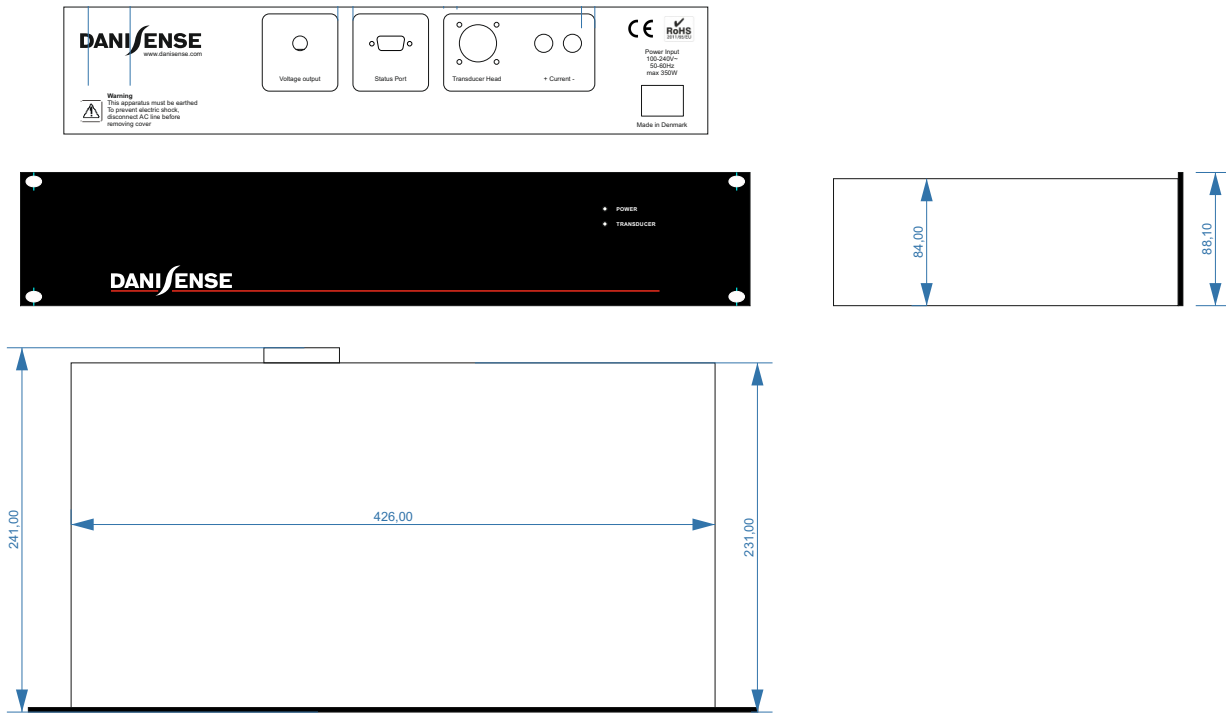 DANISENSE
www.danisense.com
Warning
This apparatus must be earthed
To prevent electric shock,
disconnect AC line before
removing cover
Voltage output
Status Port
Transducer Head
+ Current -
CE
RoHS
2011/65/EU
Power Input
100-240V~
50-60Hz
max 350W
Made in Denmark
POWER
TRANSDUCER
DANISENSE
84,00
88,10
241,00
426,00
231,00